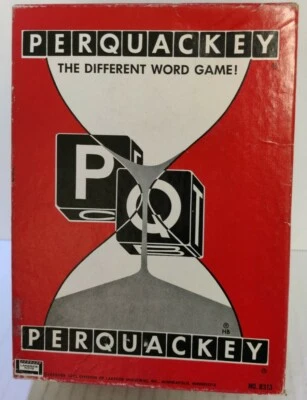 PERQUACKEY
THE DIFFERENT WORD GAME!
P
Q
PERQUACKEY